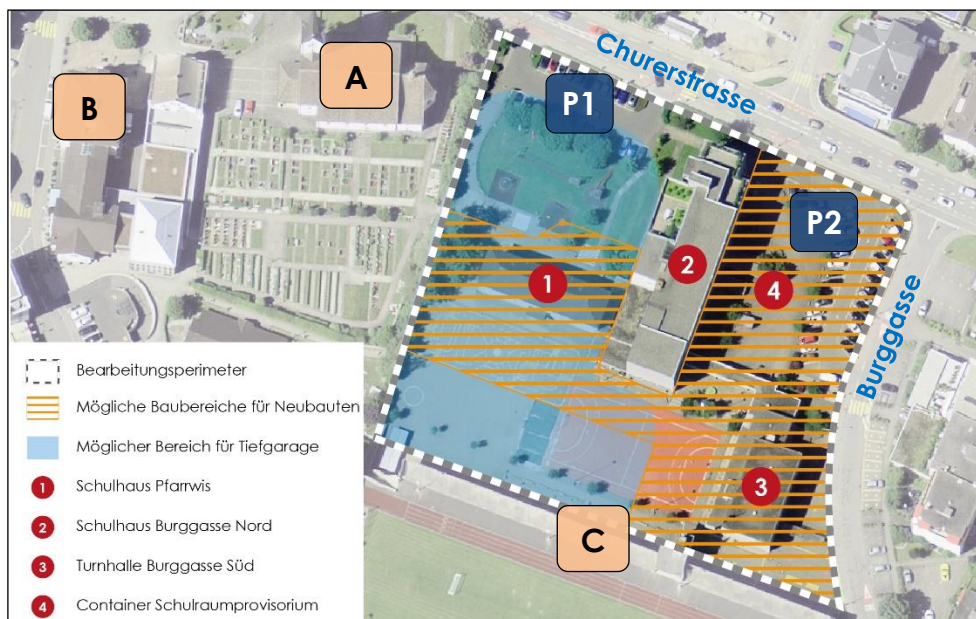 A
B
P1
Churerstrasse
P2
2
1
4
Burggasse
3
C
Bearbeitungsperimeter
Mögliche Baubereiche für Neubauten
Möglicher Bereich für Tiefgarage
1 Schulhaus Pfarrwis
2 Schulhaus Burggasse Nord
3 Turnhalle Burggasse Süd
4 Container Schulraumprovisorium